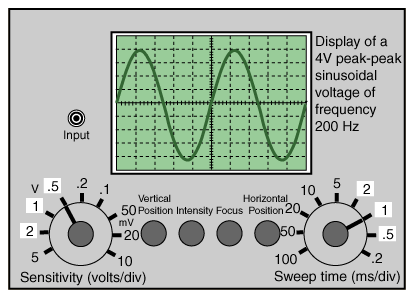 Display of a
4V peak-peak
sinusoidal
voltage of
frequency
200 Hz
Input
V .5 .2 .1
1 50
mV
2 20
5 10
Sensitivity (volts/div)
Vertical
Position Intensity Focus Horizontal
Position
10 5 2
20 1
50 .5
100 .2
Sweep time (ms/div)